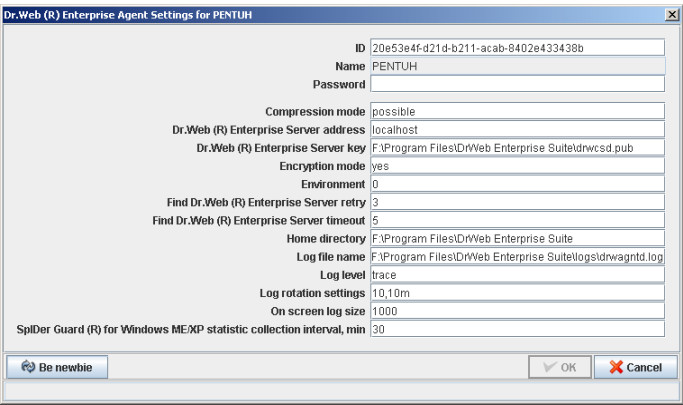 Dr.Web (R) Enterprise Agent Settings for PENTUH
ID 20e53e4f-d21d-b211-acab-8402e433438b
Name PENTUH
Password
Compression mode possible
Dr.Web (R) Enterprise Server address localhost
Dr.Web (R) Enterprise Server key F:\Program Files\DrWeb Enterprise Suite\drwcsd.pub
Encryption mode yes
Environment 0
Find Dr.Web (R) Enterprise Server retry 3
Find Dr.Web (R) Enterprise Server timeout 5
Home directory F:\Program Files\DrWeb Enterprise Suite
Log file name F:\Program Files\DrWeb Enterprise Suite\logs\drwagntd.log
Log level trace
Log rotation settings 10,10m
On screen log size 1000
SpIDer Guard (R) for Windows ME/XP statistic collection interval, min 30
Be newbie OK Cancel